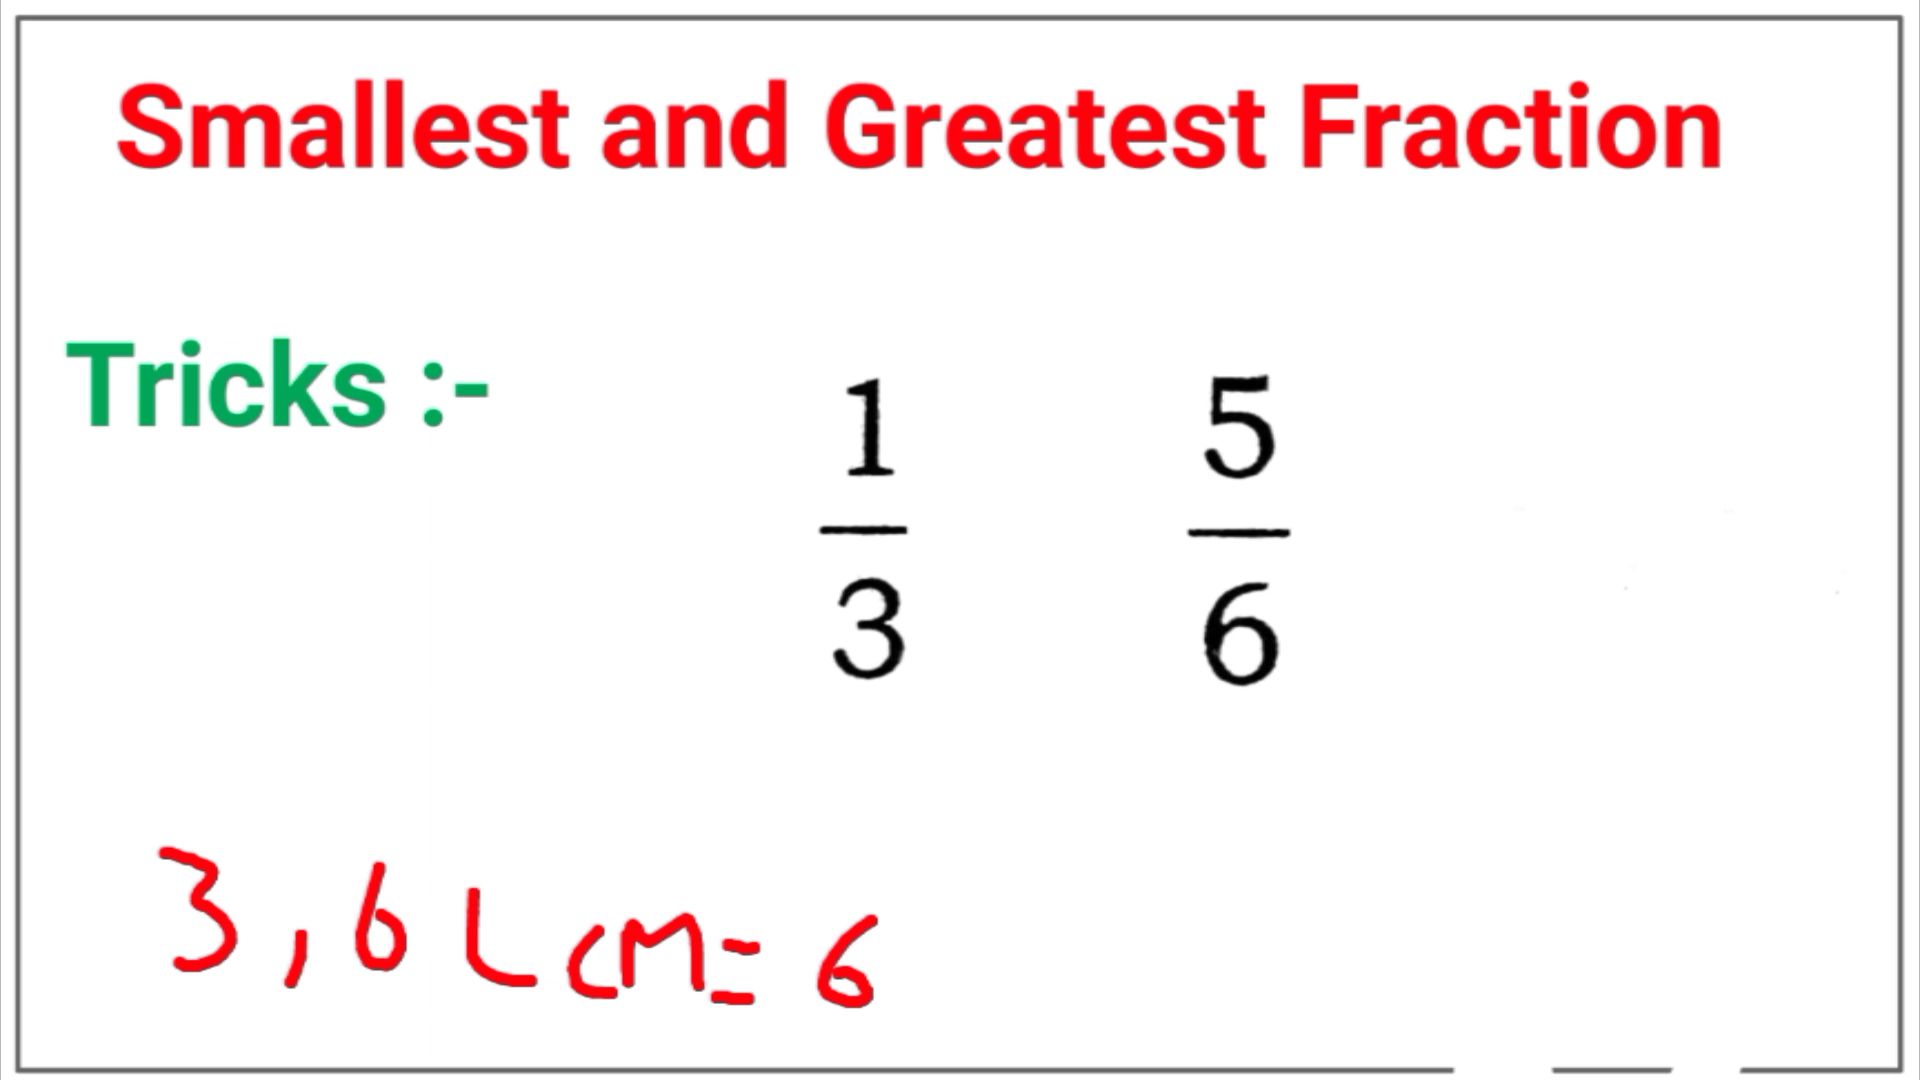 Smallest and Greatest Fraction
Tricks :-
1 5
3 6
3, 6 LCM = 6